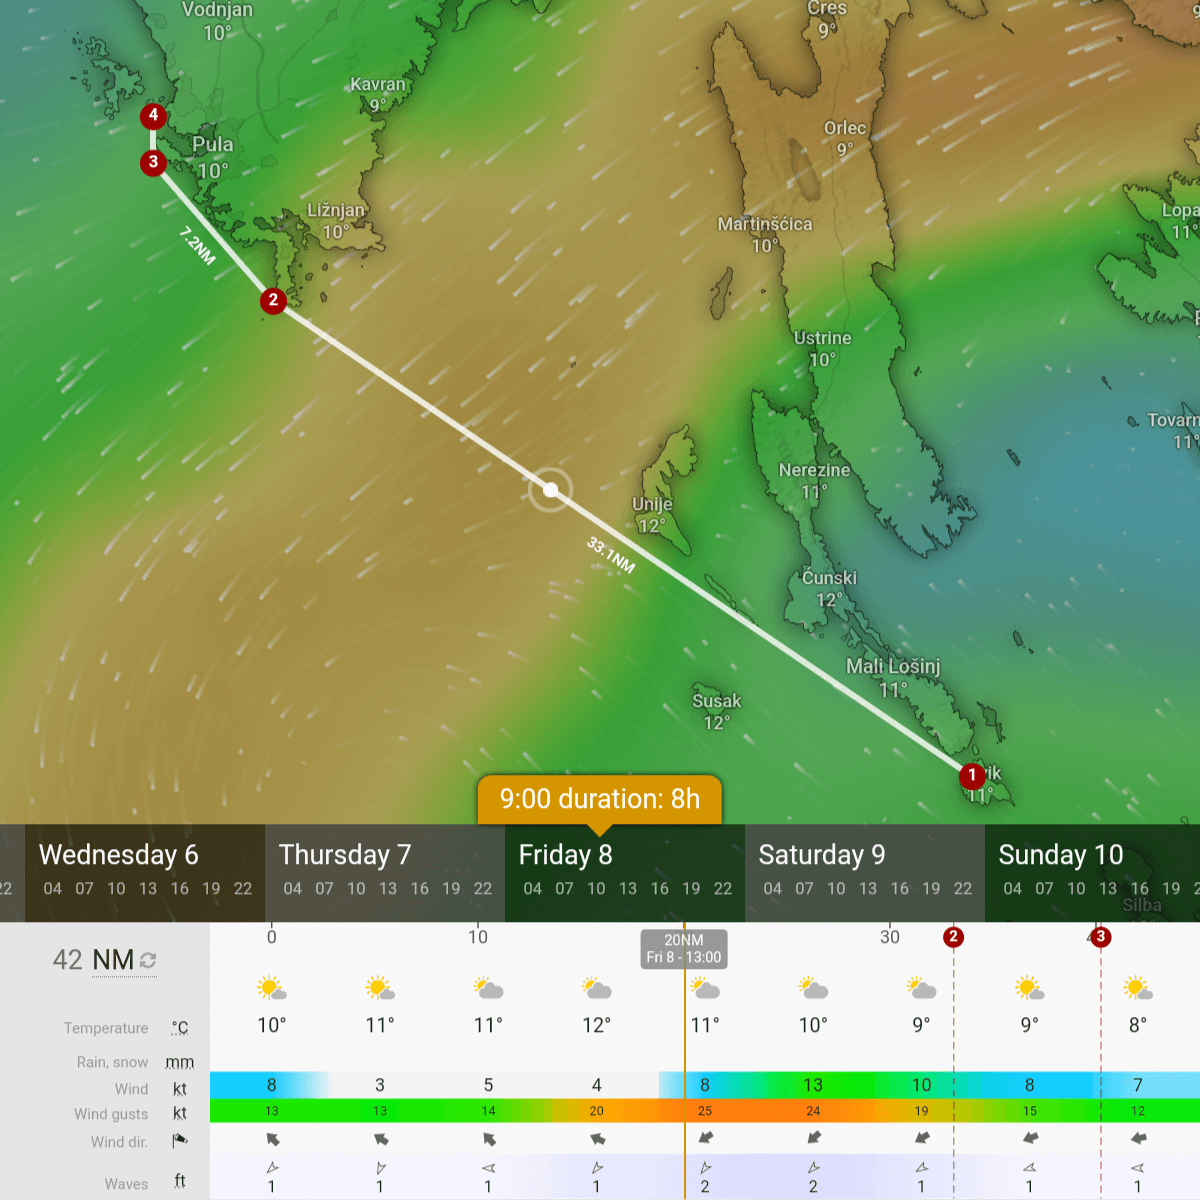 Vodnjan
10°
Cres
9°
Kavran
9°
4
Orlec
9°
Pula
10°
3
Ližnjan
10°
Lopa
11°
Martinšćica
10°
7.2NM
2
Ustrine
10°
Tovarn
11°
Nerezine
11°
Unije
12°
33.1NM
Ćunski
12°
Mali Lošinj
11°
Susak
12°
1
ik
11°
9:00 duration: 8h
Wednesday 6 Thursday 7 Friday 8 Saturday 9 Sunday 10
22 04 07 10 13 16 19 22 04 07 10 13 16 19 22 04 07 10 13 16 19 22 04 07 10 13 16 19 22 04 07 10 13 16 19 2
Silba
0 10 20NM 30 2 4 3
Fri 8 - 13:00
42 NM
Temperature °C 10° 11° 11° 12° 11° 10° 9° 9° 8°
Rain, snow mm
Wind kt 8 3 5 4 8 13 10 8 7
Wind gusts kt 13 13 14 20 25 24 19 15 12
Wind dir.
Waves ft 1 1 1 1 2 2 1 1 1